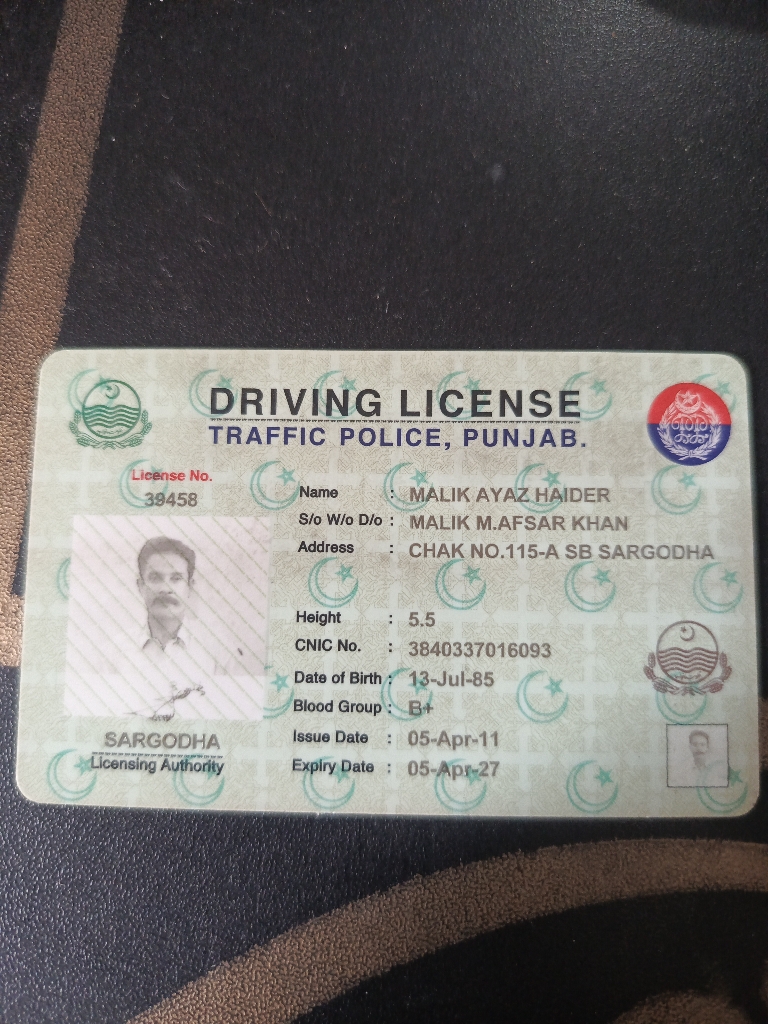 DRIVING LICENSE
TRAFFIC POLICE, PUNJAB.
License No.
39458
Name : MALIK AYAZ HAIDER
S/o W/o D/o : MALIK M.AFSAR KHAN
Address : CHAK NO.115-A SB SARGODHA
Height : 5.5
CNIC No. : 3840337016093
Date of Birth : 13-Jul-85
Blood Group : B+
Issue Date : 05-Apr-11
Expiry Date : 05-Apr-27
SARGODHA
Licensing Authority